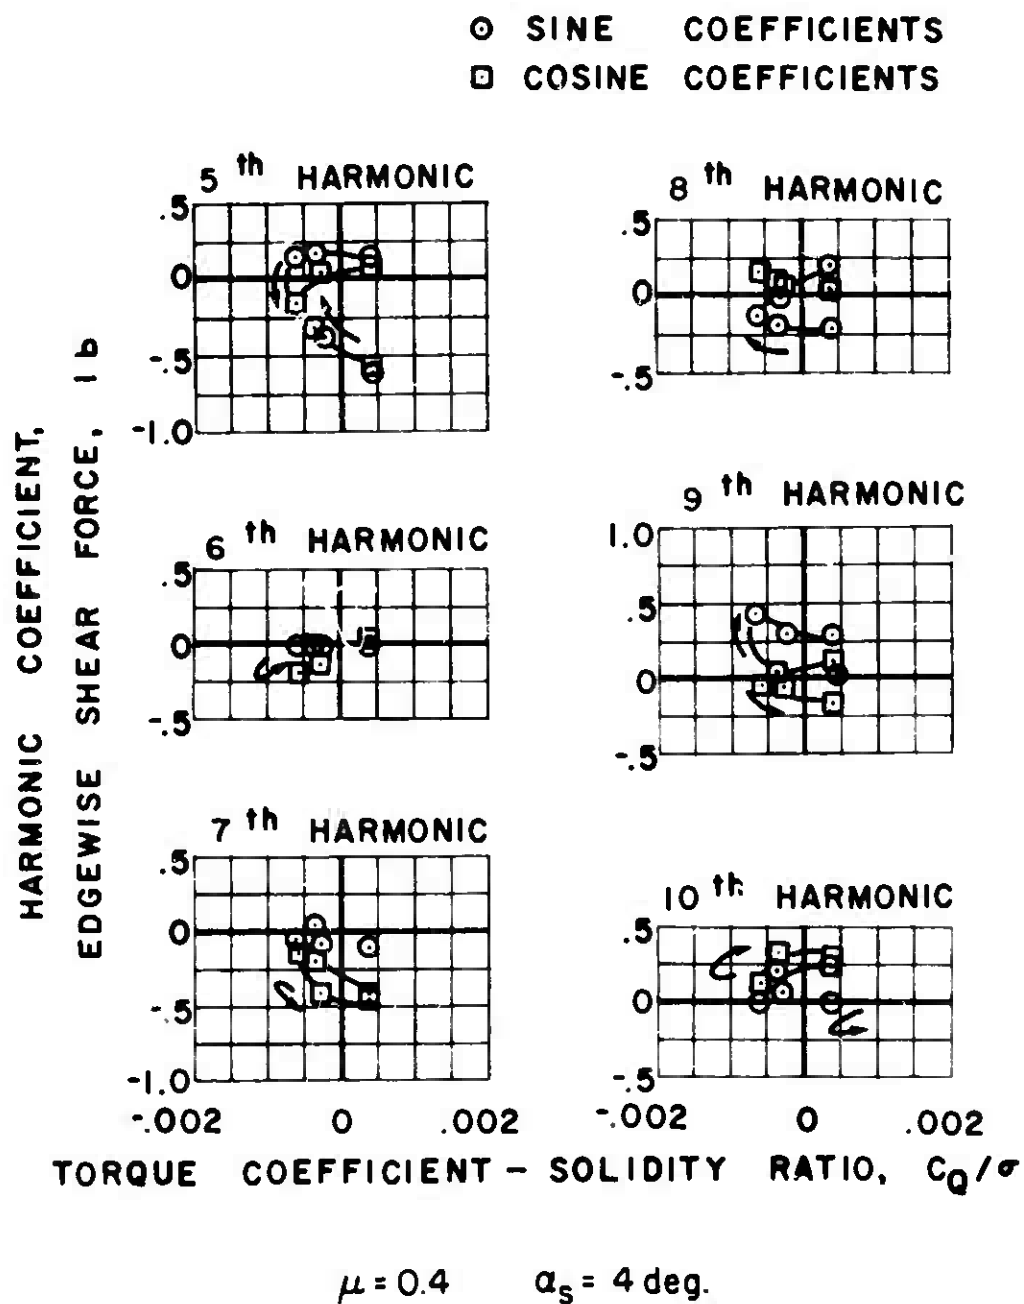 SINE COEFFICIENTS
COSINE COEFFICIENTS
HARMONIC COEFFICIENT,
EDGEWISE SHEAR FORCE, lb
5 th HARMONIC
.5
0
-.5
-1.0
6 th HARMONIC
.5
0
-.5
7 th HARMONIC
.5
0
-.5
-1.0
-.002 0 .002
8 th HARMONIC
.5
0
-.5
9 th HARMONIC
1.0
.5
0
-.5
10 th HARMONIC
.5
0
-.5
-.002 0 .002
TORQUE COEFFICIENT – SOLIDITY RATIO, C_Q/σ
μ = 0.4 α_s = 4 deg.